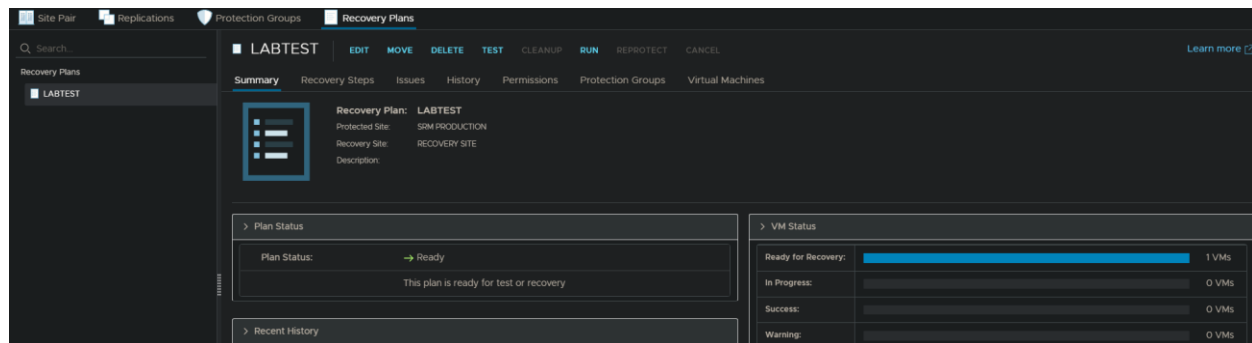 Site Pair Replications Protection Groups Recovery Plans
Search...
LABTEST EDIT MOVE DELETE TEST CLEANUP RUN REPROTECT CANCEL Learn more
Recovery Plans
LABTEST
Summary Recovery Steps Issues History Permissions Protection Groups Virtual Machines
Recovery Plan: LABTEST
Protected Site: SRM PRODUCTION
Recovery Site: RECOVERY SITE
Description:
Plan Status
Plan Status: Ready
This plan is ready for test or recovery
Recent History
VM Status
Ready for Recovery: 1 VMs
In Progress: 0 VMs
Success: 0 VMs
Warning: 0 VMs